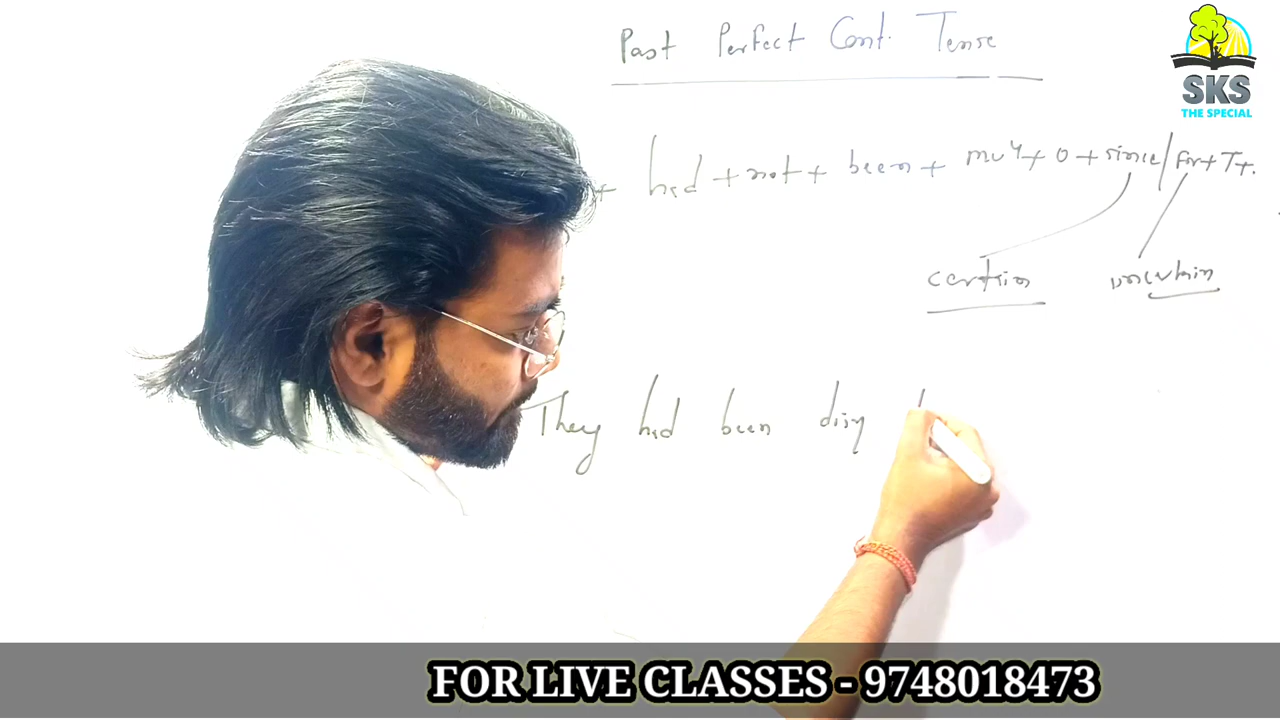 Past Perfect Cont. Tense
SKS
THE SPECIAL
+ had + not + been + mv4 + O + since/for + T+.
certain uncertain
They had been
FOR LIVE CLASSES - 9748018473